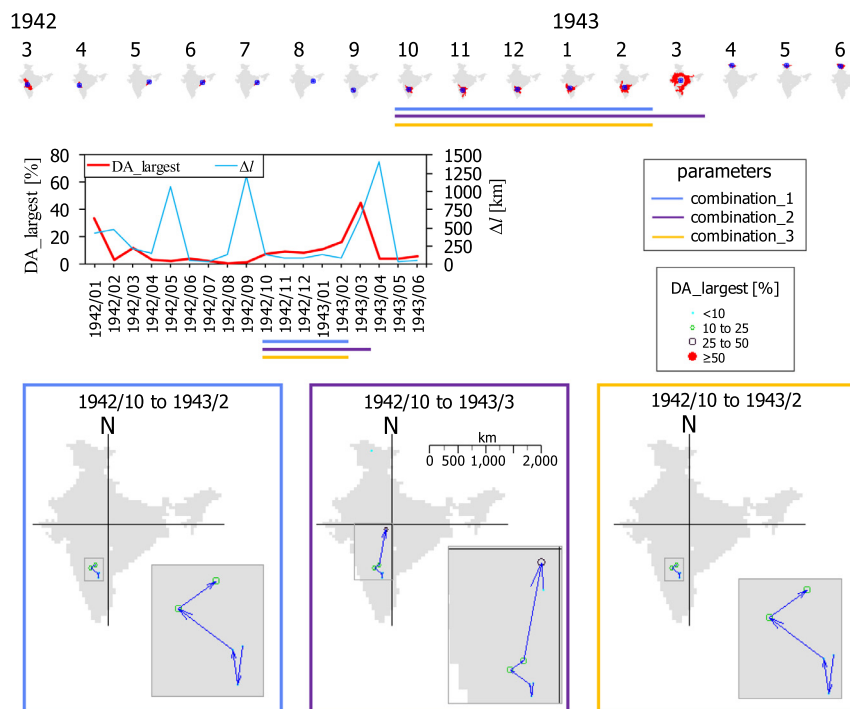 1942 1943
3 4 5 6 7 8 9 10 11 12 1 2 3 4 5 6
DA_largest Δl
DA_largest [%]
80
60
40
20
0
Δl [km]
1500
1250
1000
750
500
250
0
1942/01 1942/02 1942/03 1942/04 1942/05 1942/06 1942/07 1942/08 1942/09 1942/10 1942/11 1942/12 1943/01 1943/02 1943/03 1943/04 1943/05 1943/06
parameters
combination_1
combination_2
combination_3
DA_largest [%]
<10
10 to 25
25 to 50
≥50
1942/10 to 1943/2
N
1942/10 to 1943/3
N
km
0 500 1,000 2,000
1942/10 to 1943/2
N